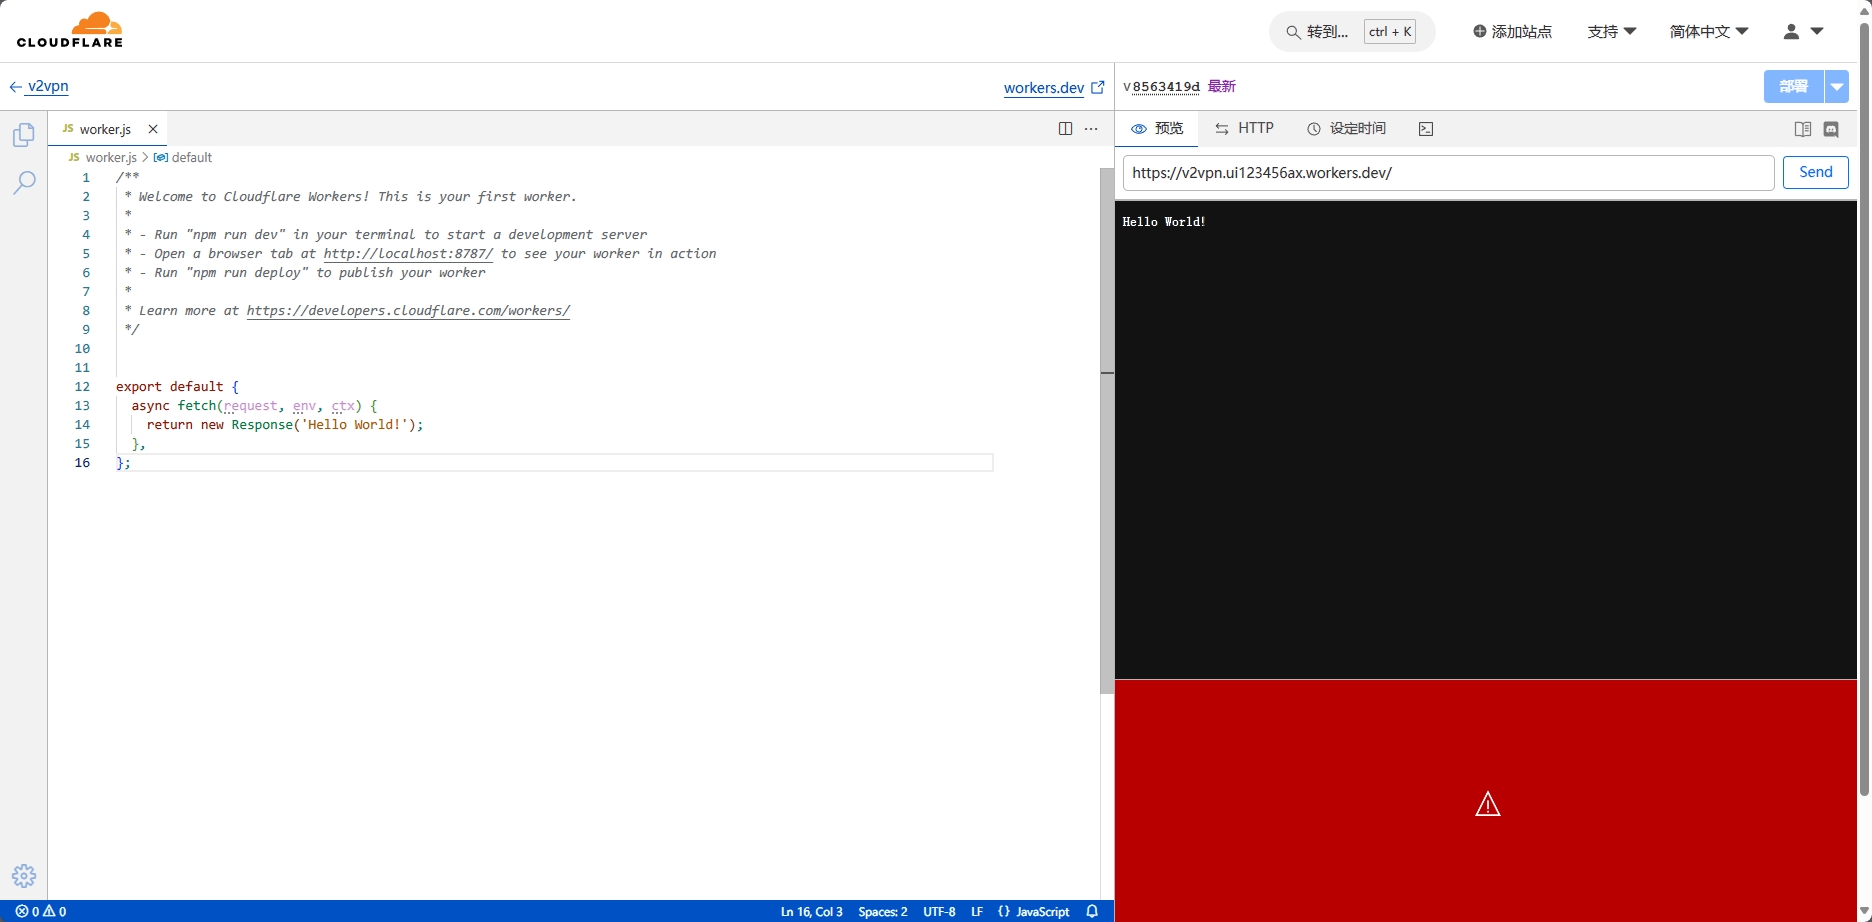 CLOUDFLARE
转到... ctrl + K
添加站点
支持
简体中文
v2vpn
workers.dev
v8563419d 最新
部署
JS worker.js
预览
HTTP
设定时间
JS worker.js > default
https://v2vpn.ui123456ax.workers.dev/
Send
Hello World!
1 /**
2 * Welcome to Cloudflare Workers! This is your first worker.
3 *
4 * - Run "npm run dev" in your terminal to start a development server
5 * - Open a browser tab at http://localhost:8787/ to see your worker in action
6 * - Run "npm run deploy" to publish your worker
7 *
8 * Learn more at https://developers.cloudflare.com/workers/
9 */
10
11
12 export default {
13 async fetch(request, env, ctx) {
14 return new Response('Hello World!');
15 },
16 };
0 0
Ln 16, Col 3 Spaces: 2 UTF-8 LF {} JavaScript